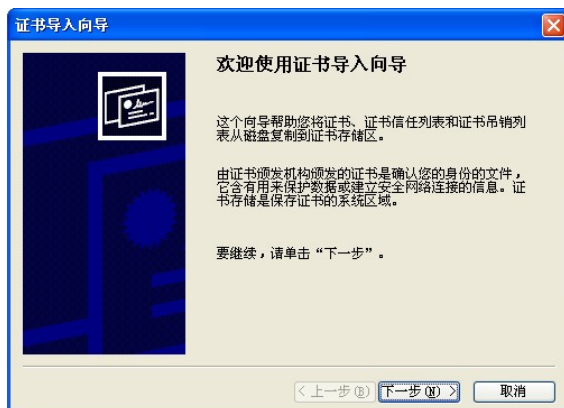 证书导入向导
欢迎使用证书导入向导
这个向导帮助您将证书、证书信任列表和证书吊销列
表从磁盘复制到证书存储区。
由证书颁发机构颁发的证书是确认您的身份的文件，
它含有用来保护数据或建立安全网络连接的信息。证
书存储是保存证书的系统区域。
要继续，请单击“下一步”。
< 上一步(B) 下一步(N) > 取消